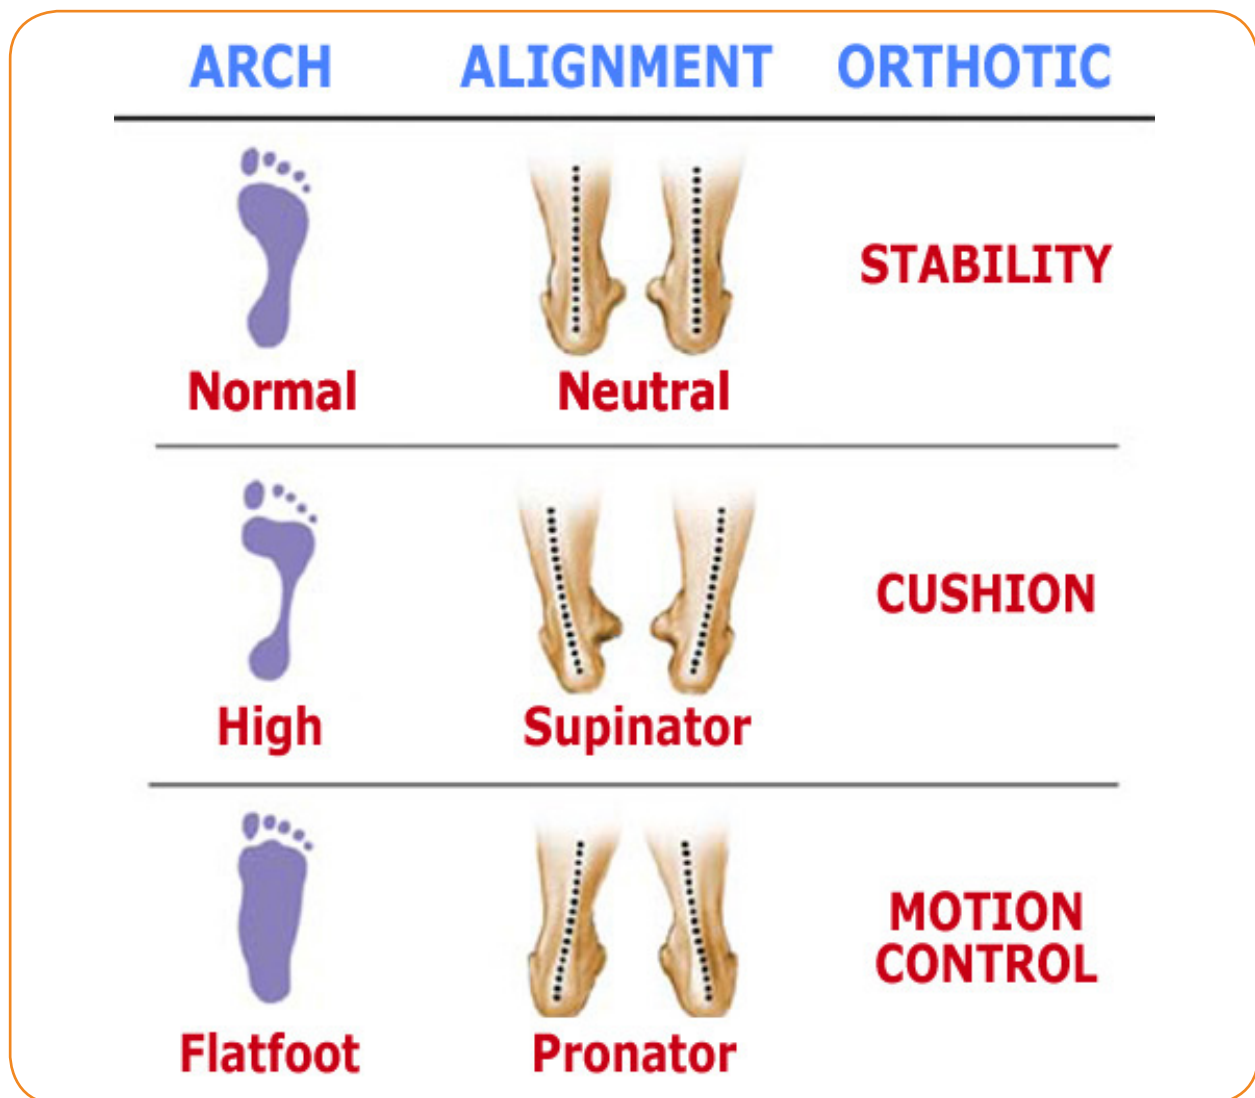 ARCH ALIGNMENT ORTHOTIC
STABILITY
Normal Neutral
CUSHION
High Supinator
MOTION
CONTROL
Flatfoot Pronator